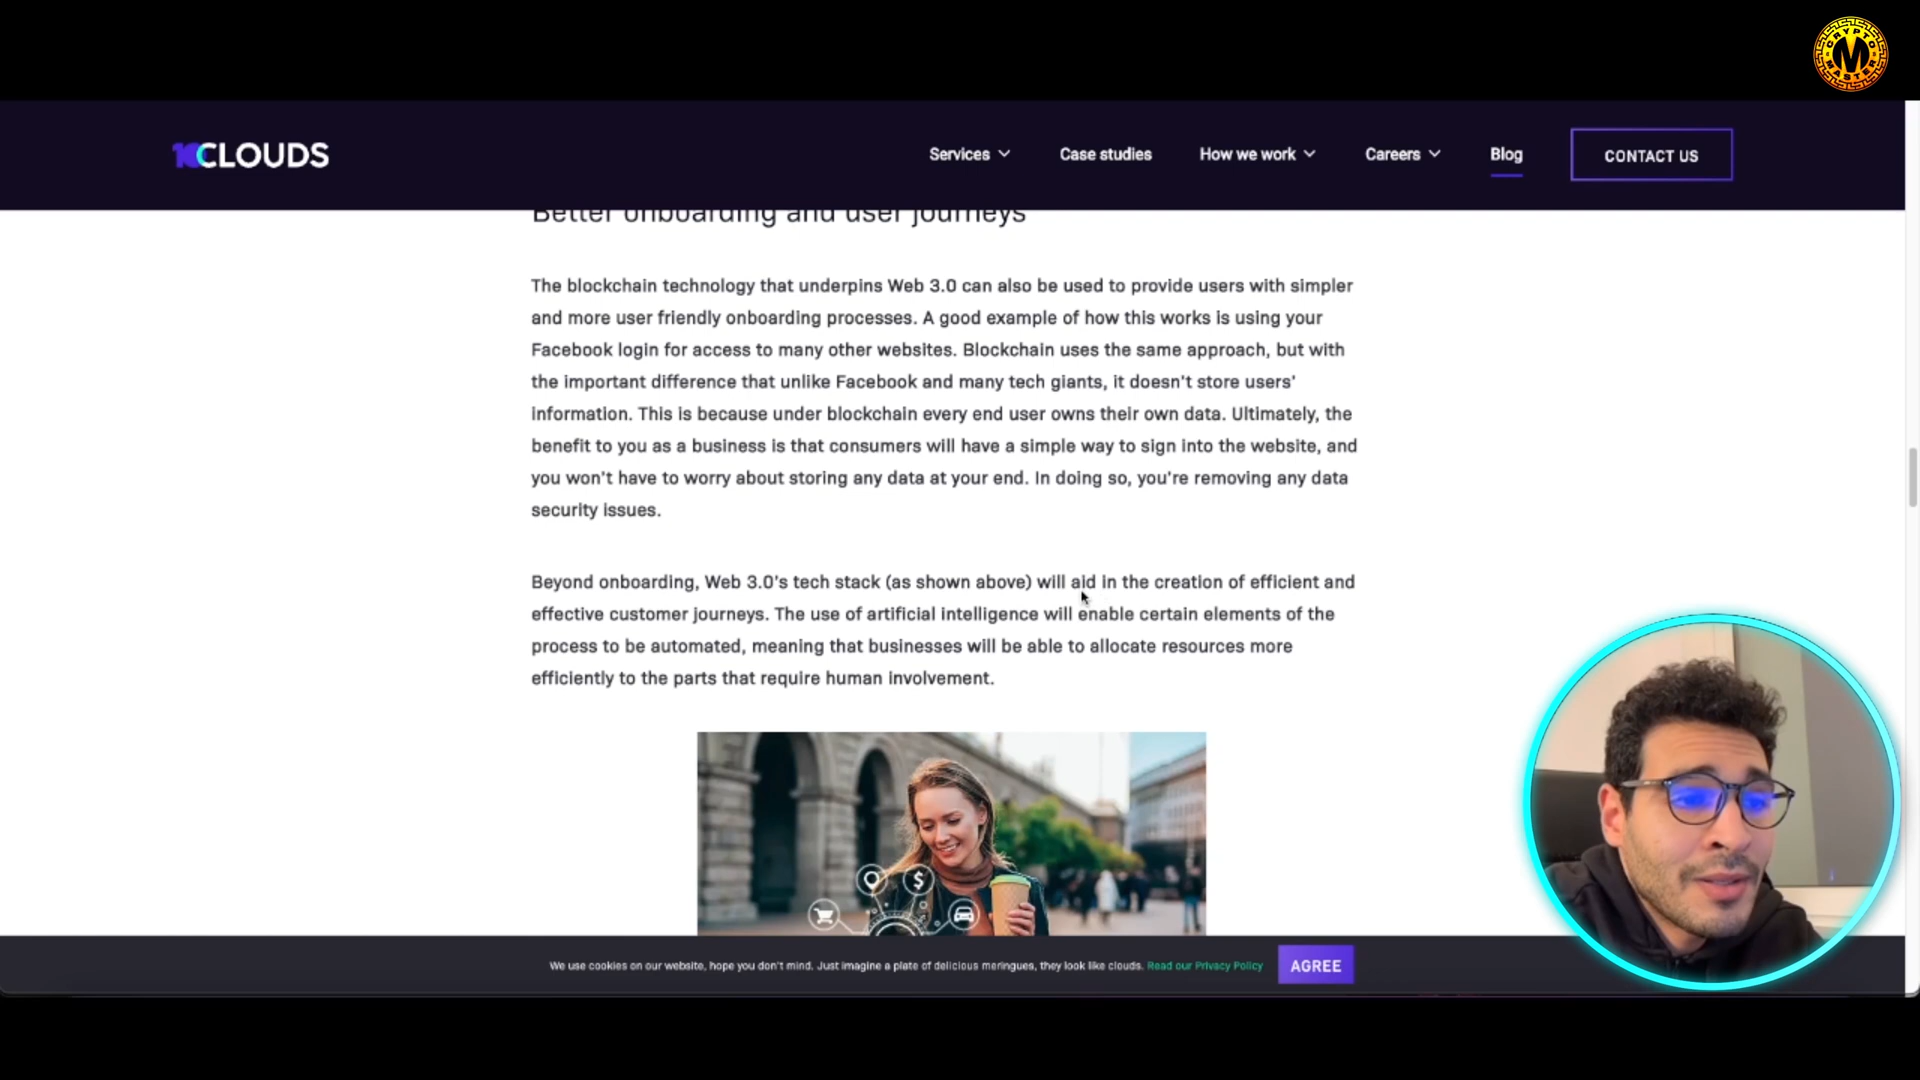 CRYPTO
M
MASTER
10CLOUDS
Services
Case studies
How we work
Careers
Blog
CONTACT US
Better onboarding and user journeys
The blockchain technology that underpins Web 3.0 can also be used to provide users with simpler
and more user friendly onboarding processes. A good example of how this works is using your
Facebook login for access to many other websites. Blockchain uses the same approach, but with
the important difference that unlike Facebook and many tech giants, it doesn't store users'
information. This is because under blockchain every end user owns their own data. Ultimately, the
benefit to you as a business is that consumers will have a simple way to sign into the website, and
you won't have to worry about storing any data at your end. In doing so, you're removing any data
security issues.
Beyond onboarding, Web 3.0's tech stack (as shown above) will aid in the creation of efficient and
effective customer journeys. The use of artificial intelligence will enable certain elements of the
process to be automated, meaning that businesses will be able to allocate resources more
efficiently to the parts that require human involvement.
$
We use cookies on our website, hope you don't mind. Just imagine a plate of delicious meringues, they look like clouds. Read our Privacy Policy
AGREE